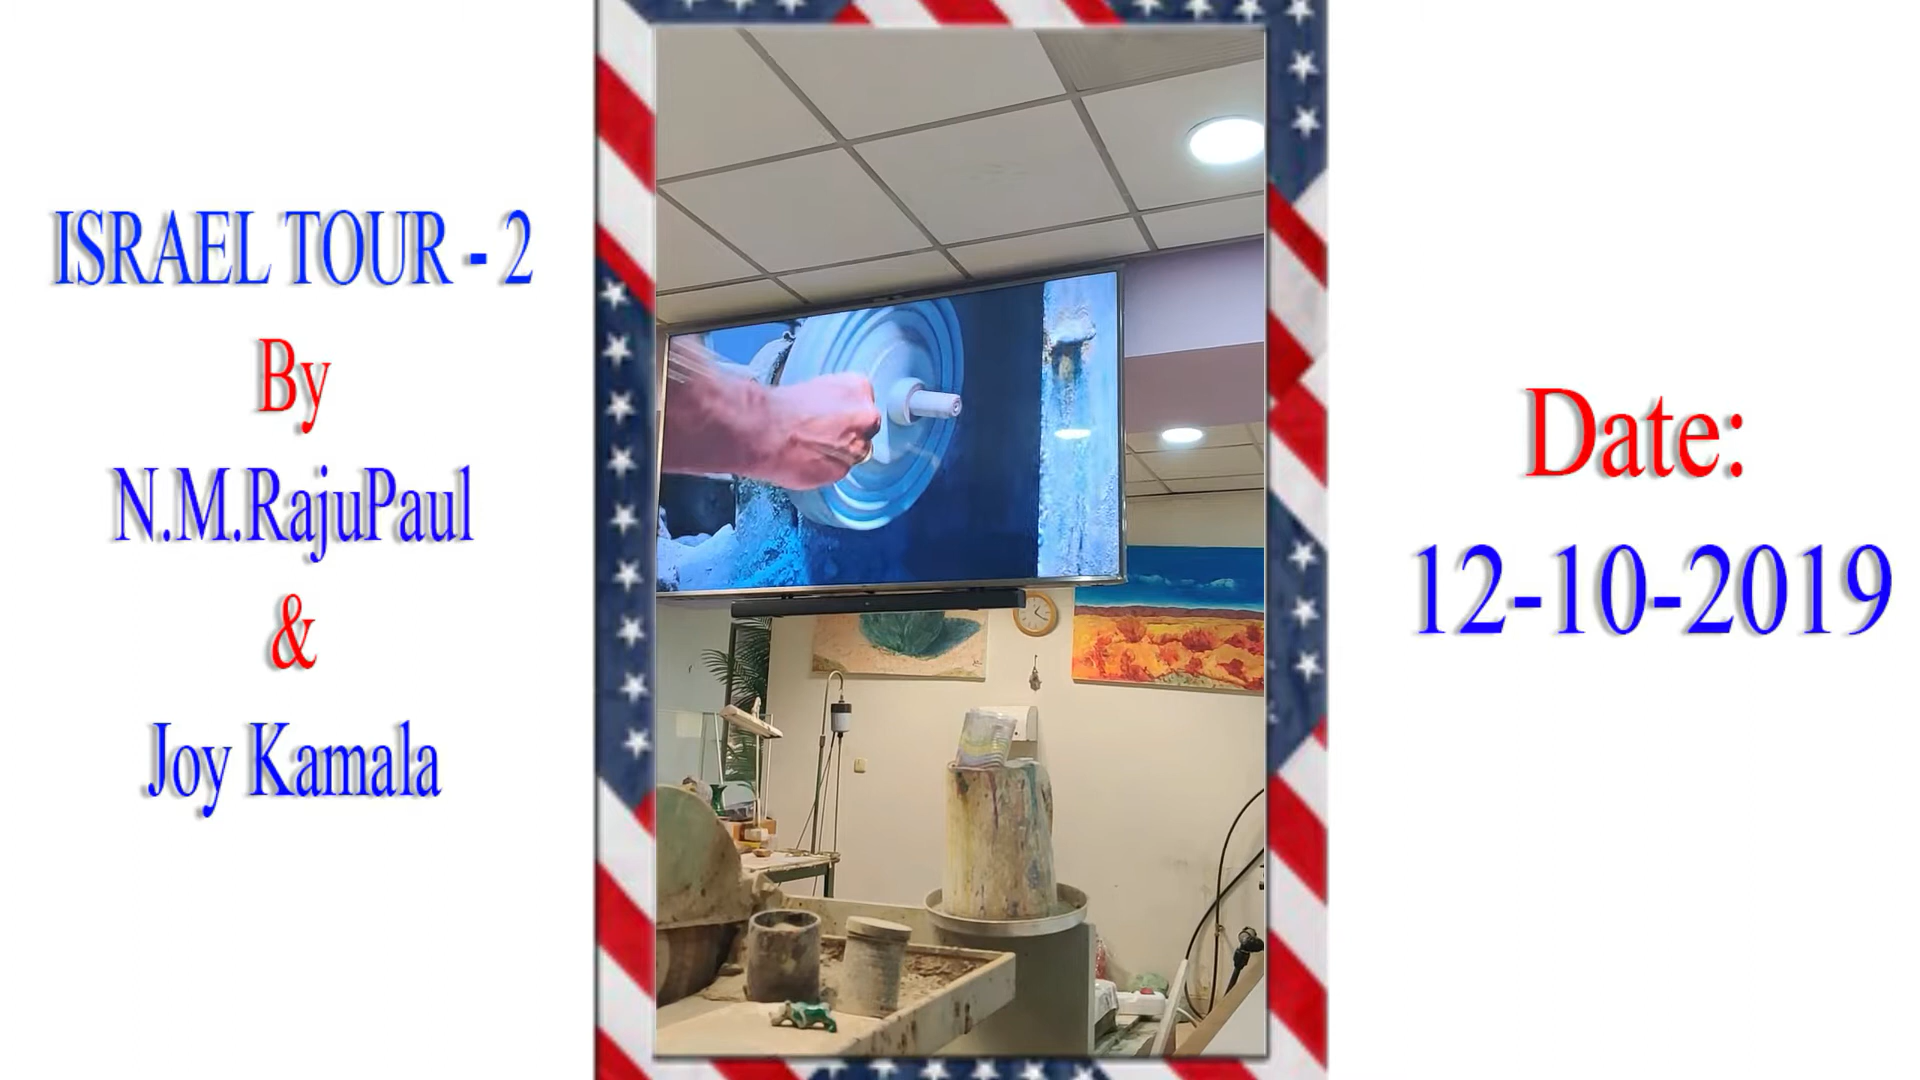 ISRAEL TOUR - 2
By
N.M.RajuPaul
&
Joy Kamala
Date:
12-10-2019